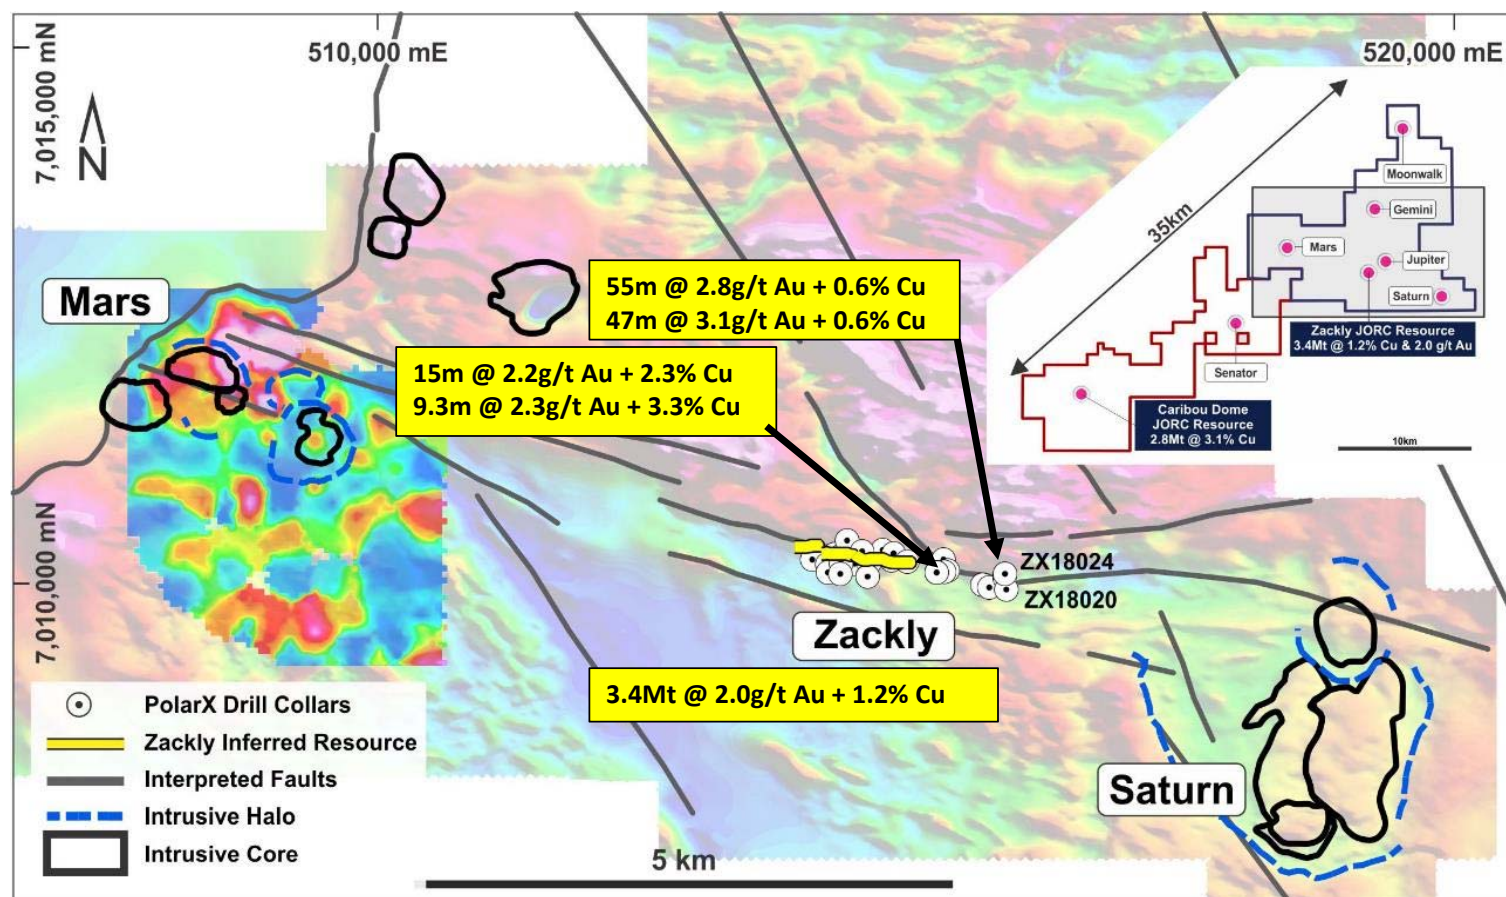 510,000 mE
520,000 mE
7,015,000 mN
N
35km
Moonwalk
Gemini
Mars
Jupiter
Saturn
Zackly JORC Resource
3.4Mt @ 1.2% Cu & 2.0 g/t Au
Senator
Caribou Dome
JORC Resource
2.8Mt @ 3.1% Cu
10km
Mars
55m @ 2.8g/t Au + 0.6% Cu
47m @ 3.1g/t Au + 0.6% Cu
15m @ 2.2g/t Au + 2.3% Cu
9.3m @ 2.3g/t Au + 3.3% Cu
7,010,000 mN
ZX18024
ZX18020
Zackly
3.4Mt @ 2.0g/t Au + 1.2% Cu
Saturn
PolarX Drill Collars
Zackly Inferred Resource
Interpreted Faults
Intrusive Halo
Intrusive Core
5 km